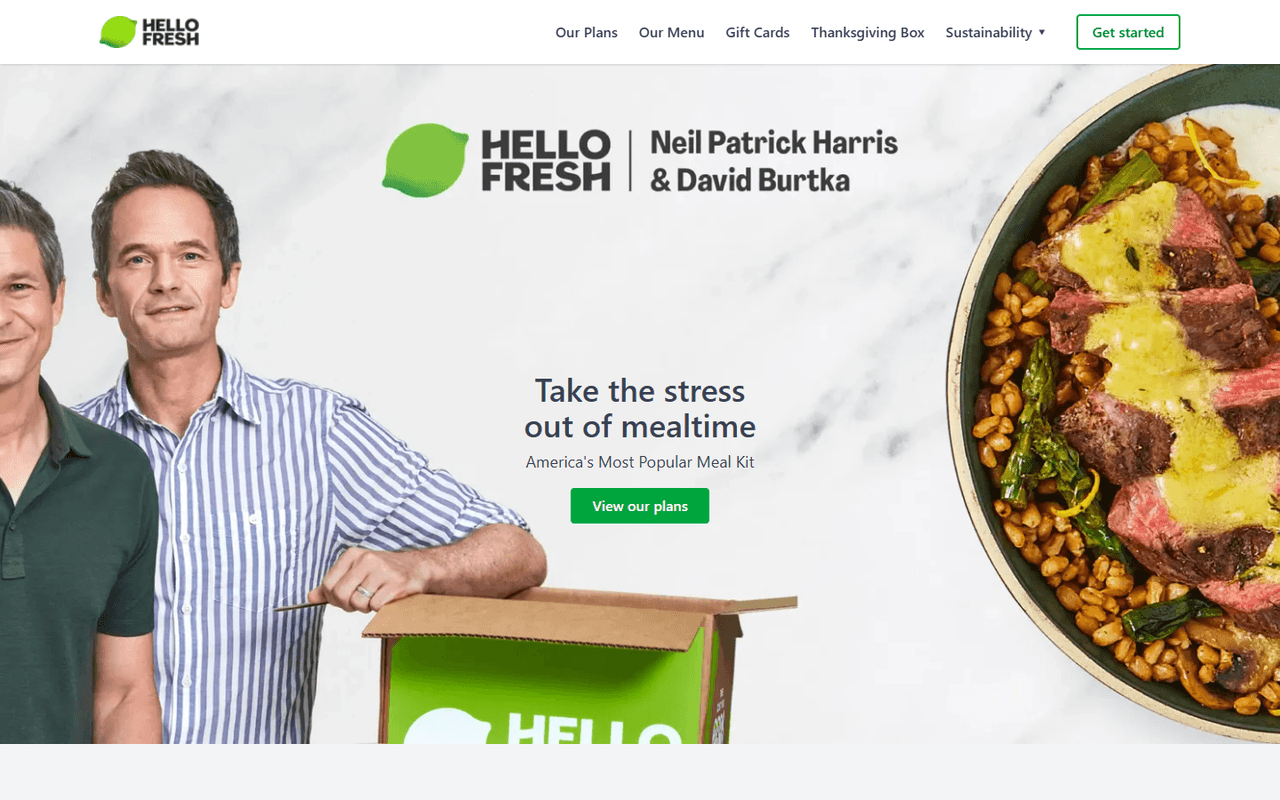 HELLO
FRESH
Our Plans
Our Menu
Gift Cards
Thanksgiving Box
Sustainability ▼
Get started
HELLO
FRESH
Neil Patrick Harris
& David Burtka
Take the stress
out of mealtime
America's Most Popular Meal Kit
View our plans
HELLO